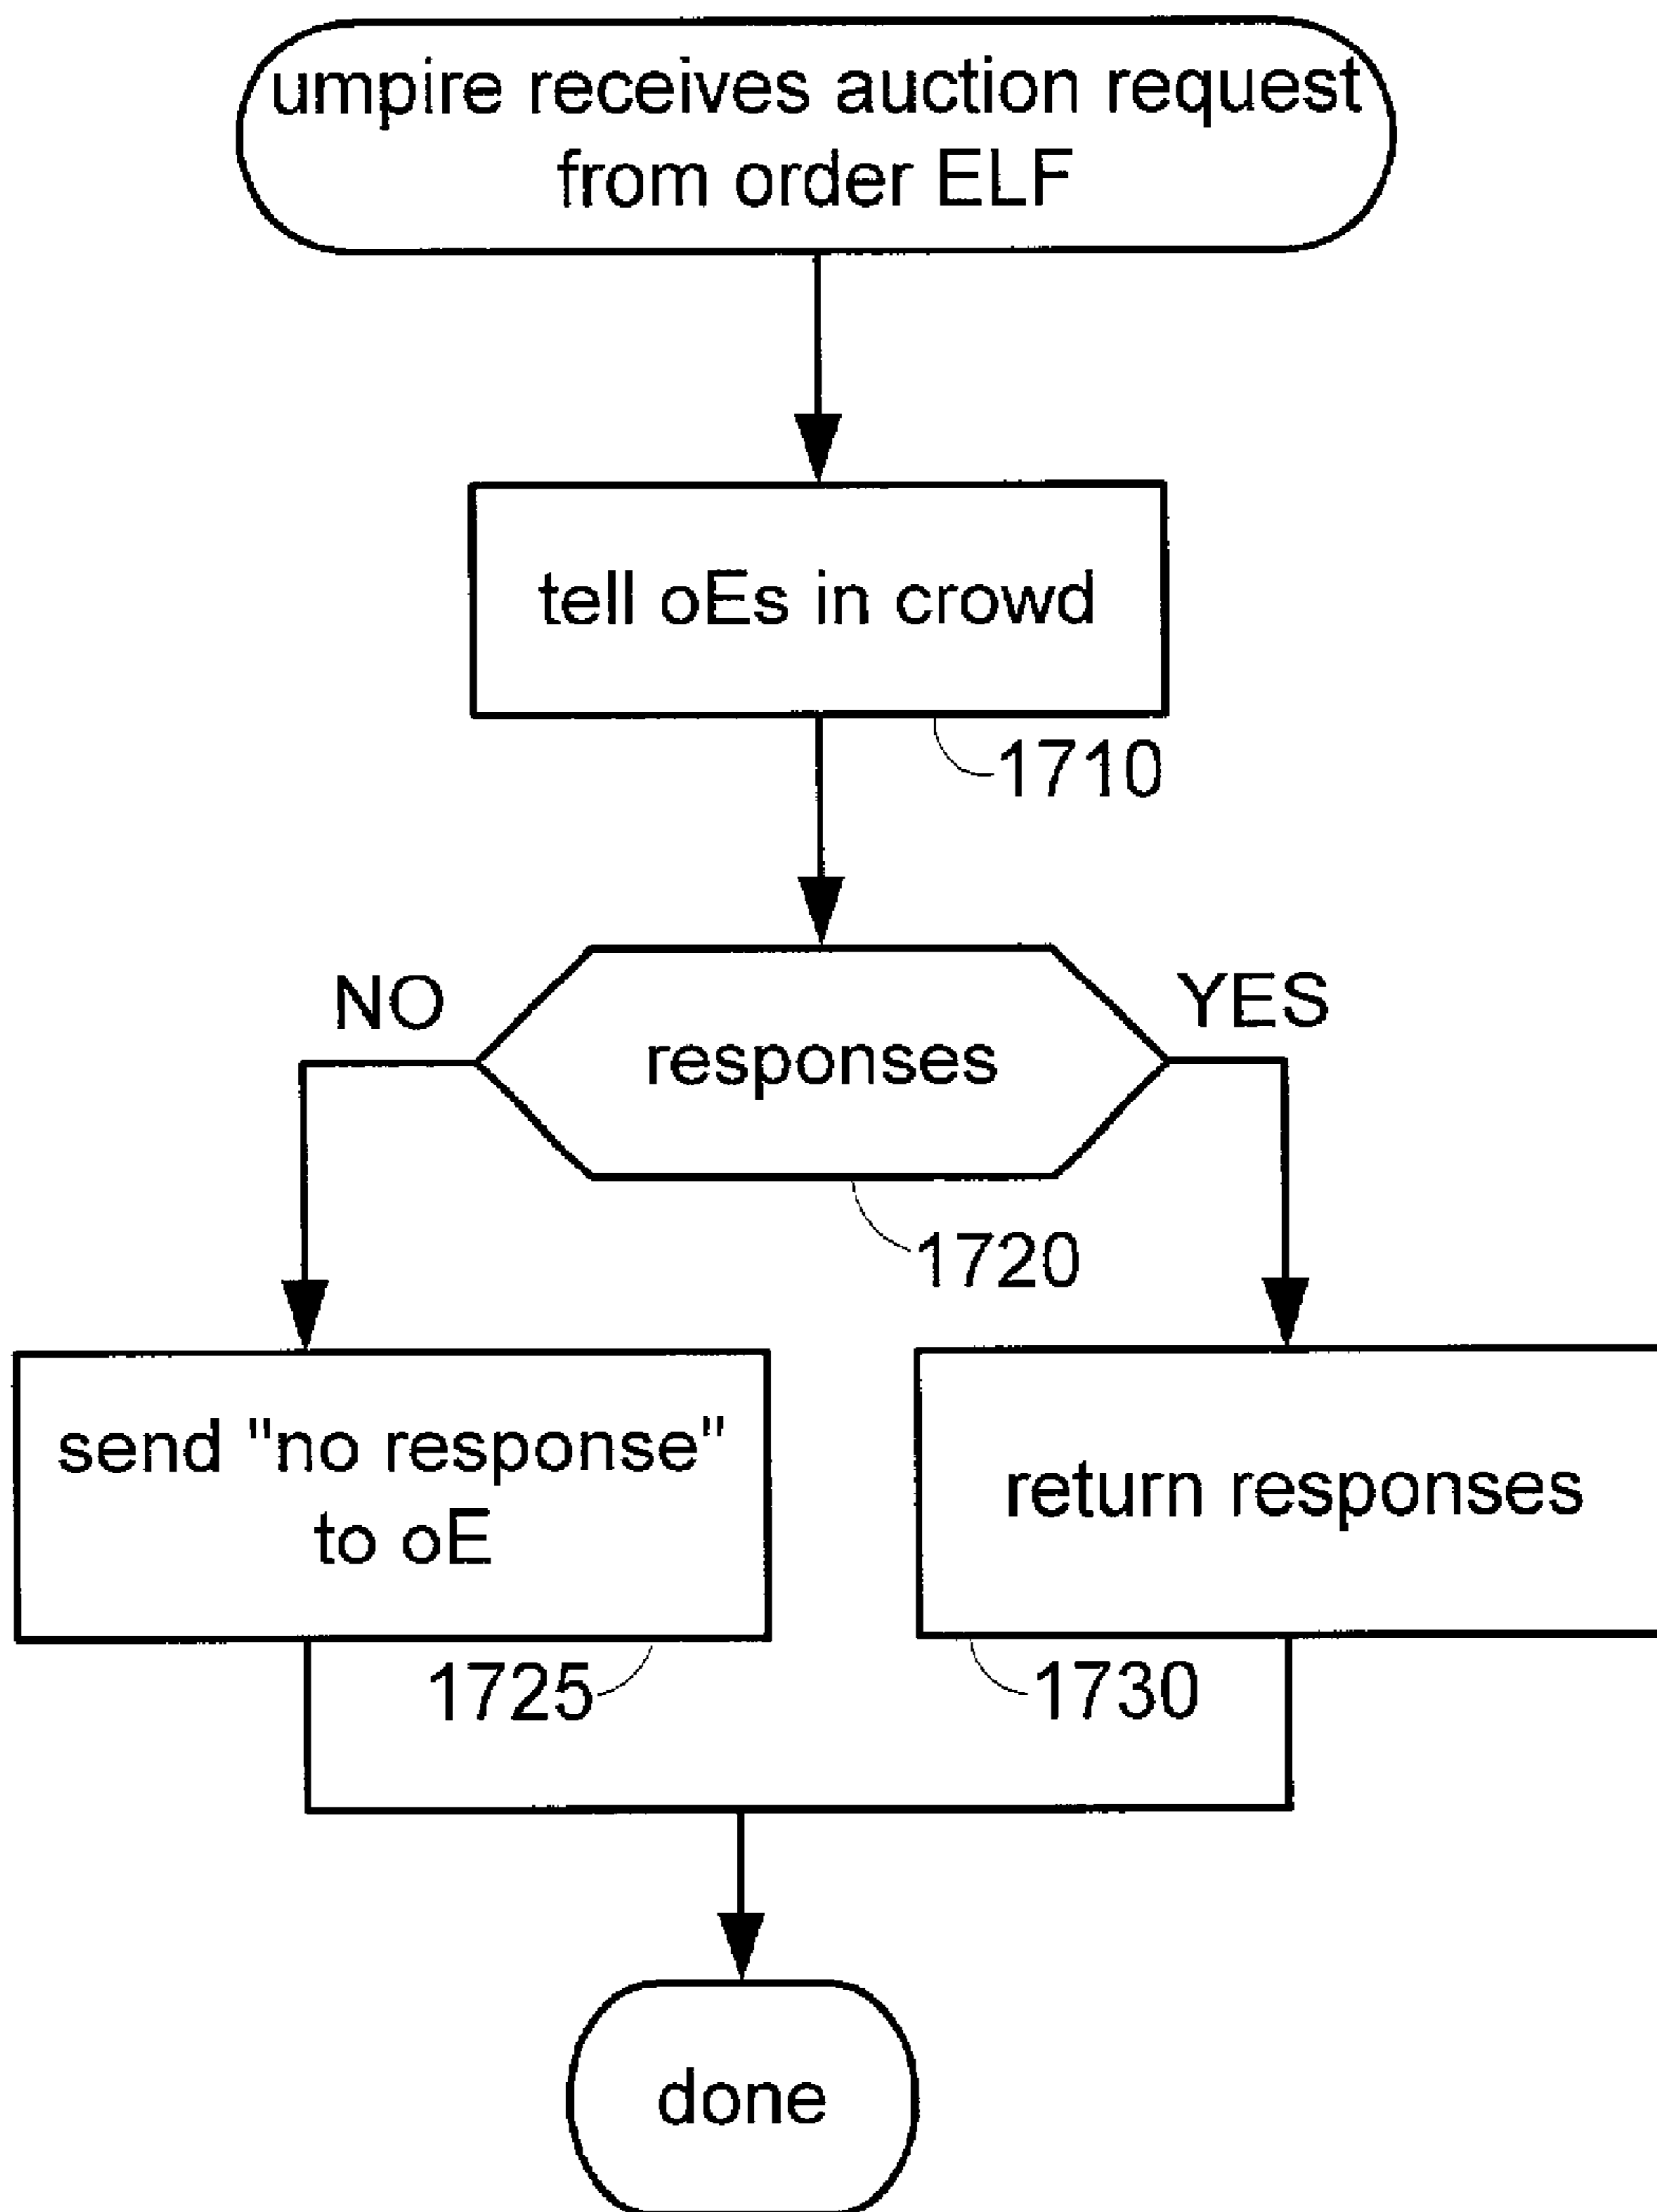 umpire receives auction request
from order ELF
tell oEs in crowd
1710
NO
YES
responses
1720
send "no response"
to oE
return responses
1725
1730
done